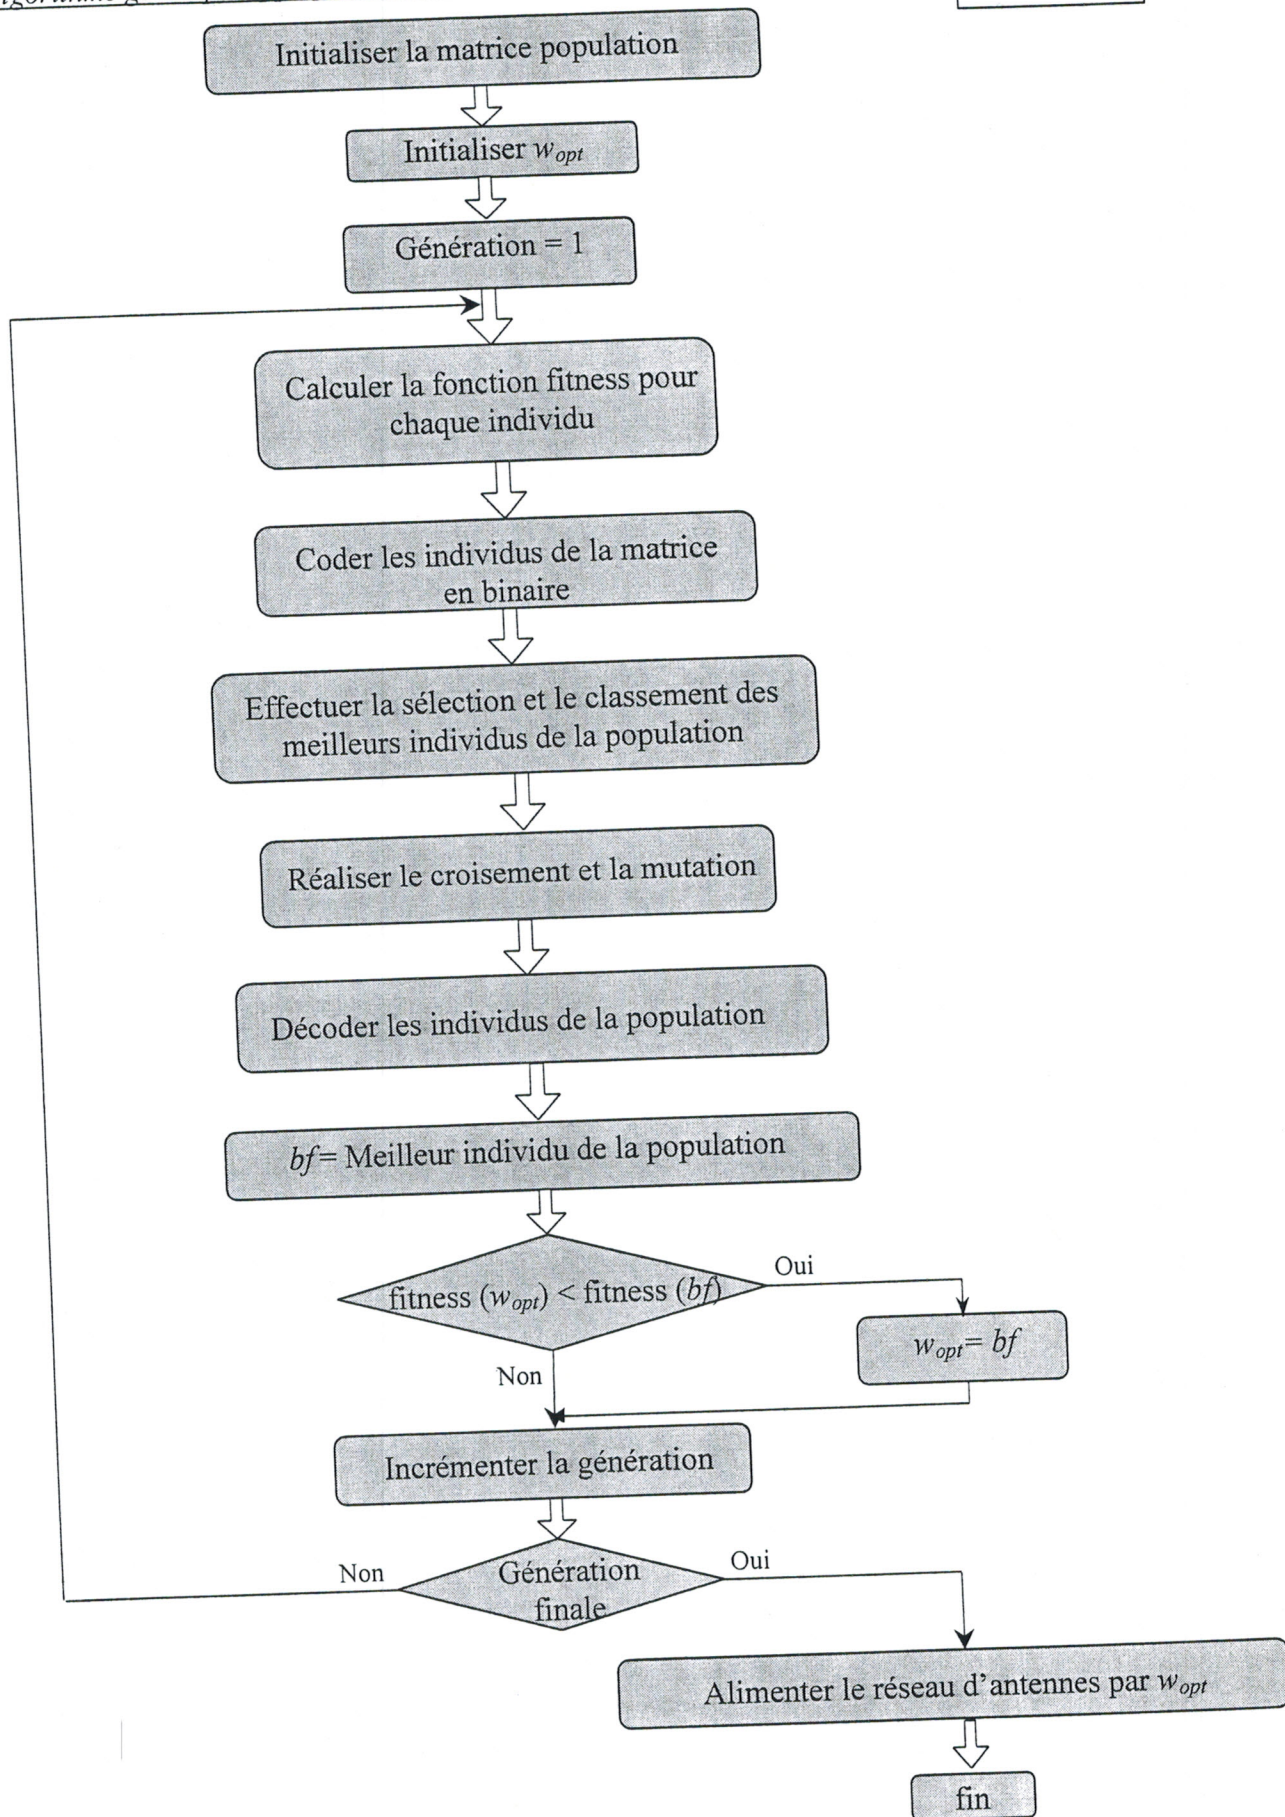 Initialiser la matrice population
Initialiser w_opt
Génération = 1
Calculer la fonction fitness pour
chaque individu
Coder les individus de la matrice
en binaire
Effectuer la sélection et le classement des
meilleurs individus de la population
Réaliser le croisement et la mutation
Décoder les individus de la population
bf= Meilleur individu de la population
fitness (w_opt) < fitness (bf)
Oui
w_opt= bf
Non
Incrémenter la génération
Non
Génération
finale
Oui
Alimenter le réseau d'antennes par w_opt
fin